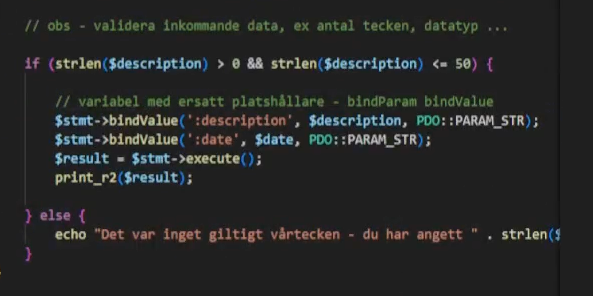 // obs - validera inkommande data, ex antal tecken, datatyp ...
if (strlen($description) > 0 && strlen($description) <= 50) {
// variabel med ersatt platshållare - bindParam bindValue
$stmt->bindValue(':description', $description, PDO::PARAM_STR);
$stmt->bindValue(':date', $date, PDO::PARAM_STR);
$result = $stmt->execute();
print_r2($result);
} else {
echo "Det var inget giltigt vårtecken - du har angett " . strlen($
}